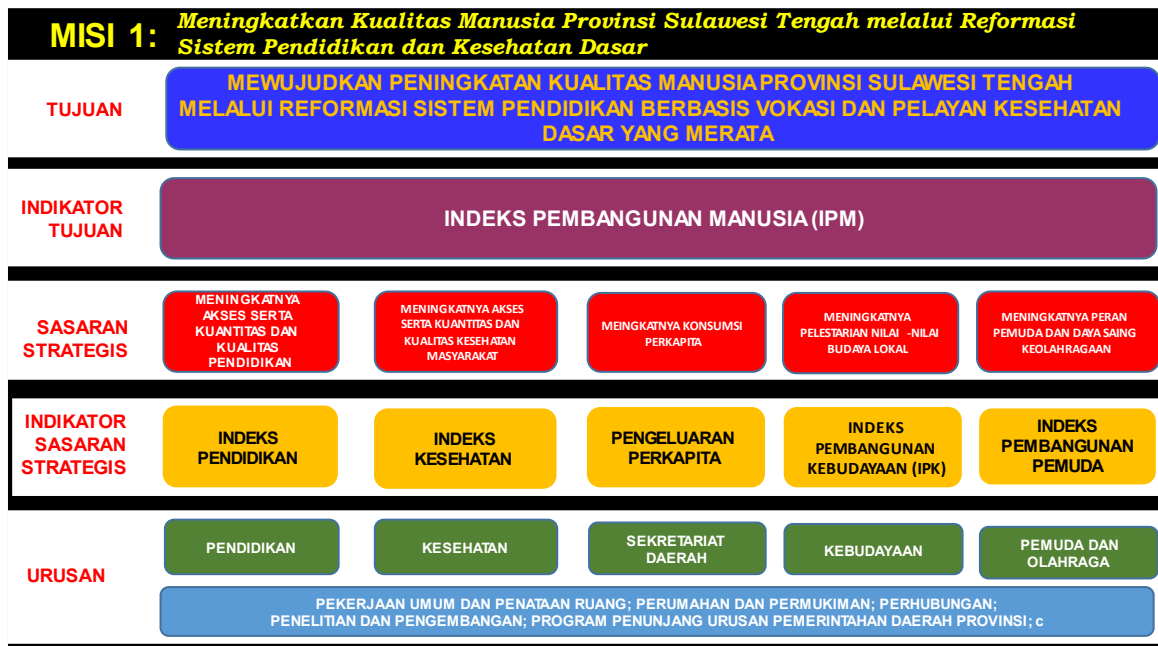 MISI 1:
Meningkatkan Kualitas Manusia Provinsi Sulawesi Tengah melalui Reformasi
Sistem Pendidikan dan Kesehatan Dasar
TUJUAN
MEWUJUDKAN PENINGKATAN KUALITAS MANUSIA PROVINSI SULAWESI TENGAH
MELALUI REFORMASI SISTEM PENDIDIKAN BERBASIS VOKASI DAN PELAYAN KESEHATAN
DASAR YANG MERATA
INDIKATOR
TUJUAN
INDEKS PEMBANGUNAN MANUSIA (IPM)
SASARAN
STRATEGIS
MENINGKATNYA
AKSES SERTA
KUANTITAS DAN
KUALITAS
PENDIDIKAN
MENINGKATNYA AKSES
SERTA KUANTITAS DAN
KUALITAS KESEHATAN
MASYARAKAT
MEINGKATNYA KONSUMSI
PERKAPITA
MENINGKATNYA
PELESTARIAN NILAI -NILAI
BUDAYA LOKAL
MENINGKATNYA PERAN
PEMUDA DAN DAYA SAING
KEOLAHRAGAAN
INDIKATOR
SASARAN
STRATEGIS
INDEKS
PENDIDIKAN
INDEKS
KESEHATAN
PENGELUARAN
PERKAPITA
INDEKS
PEMBANGUNAN
KEBUDAYAAN (IPK)
INDEKS
PEMBANGUNAN
PEMUDA
URUSAN
PENDIDIKAN
KESEHATAN
SEKRETARIAT
DAERAH
KEBUDAYAAN
PEMUDA DAN
OLAHRAGA
PEKERJAAN UMUM DAN PENATAAN RUANG; PERUMAHAN DAN PERMUKIMAN; PERHUBUNGAN;
PENELITIAN DAN PENGEMBANGAN; PROGRAM PENUNJANG URUSAN PEMERINTAHAN DAERAH PROVINSI; c